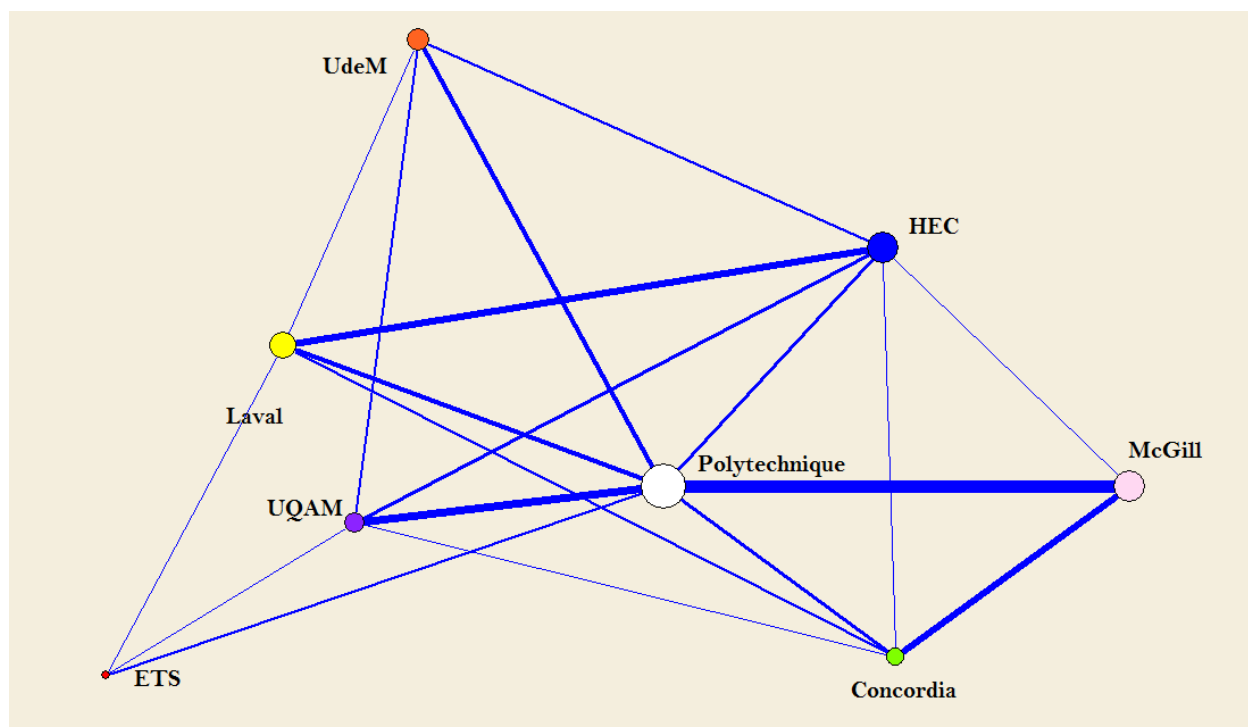 UdeM
HEC
Laval
McGill
Polytechnique
UQAM
ETS
Concordia